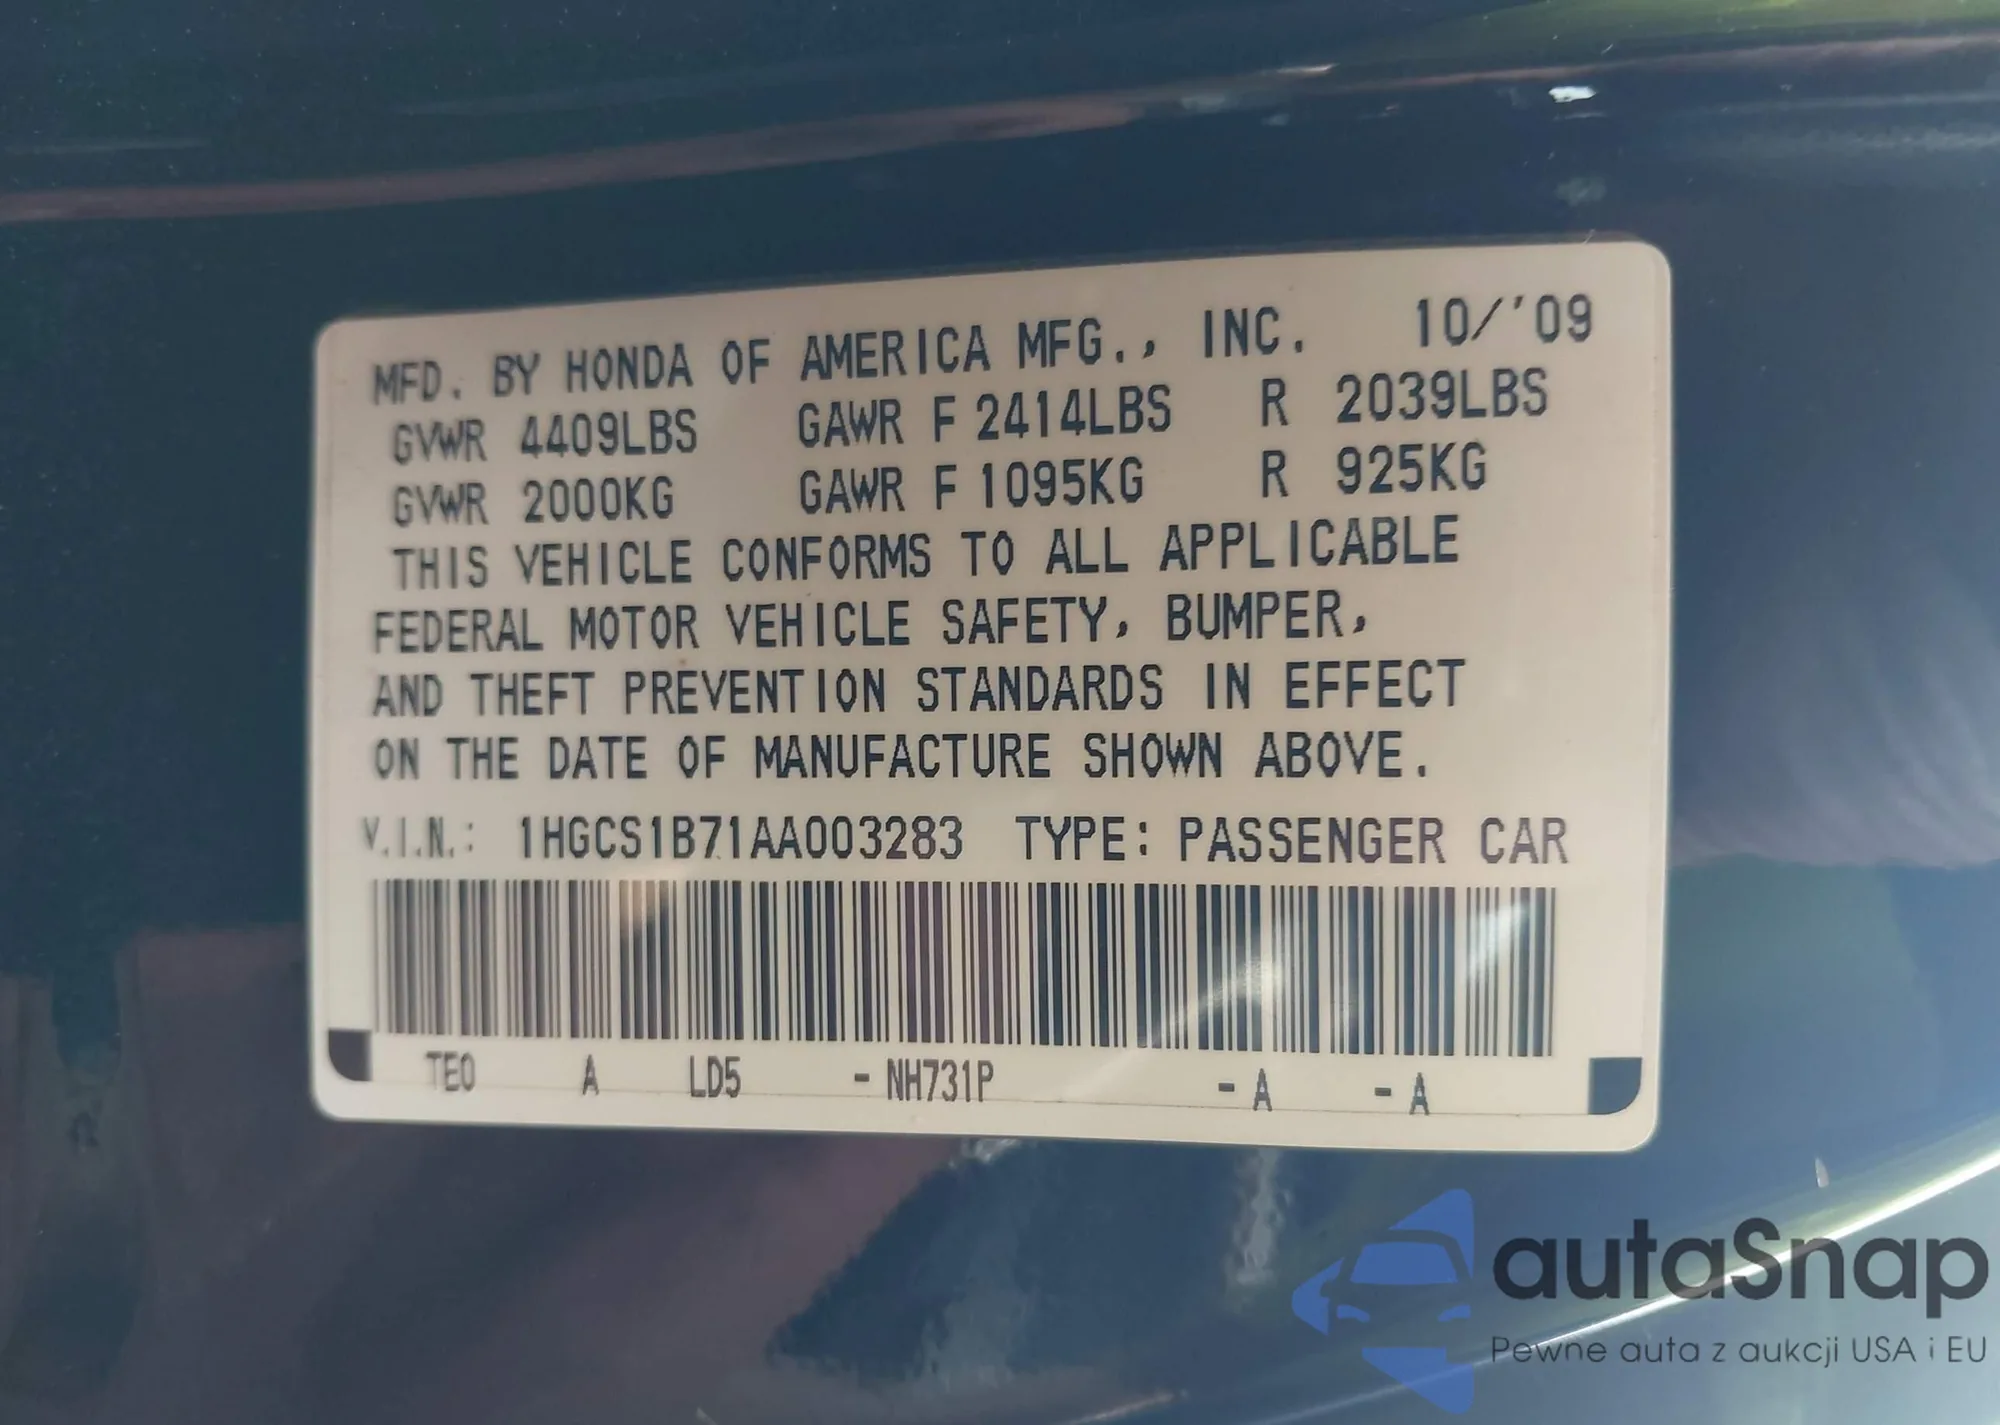 MFD. BY HONDA OF AMERICA MFG., INC. 10/'09
GVWR 4409LBS GAWR F 2414LBS R 2039LBS
GVWR 2000KG GAWR F 1095KG R 925KG
THIS VEHICLE CONFORMS TO ALL APPLICABLE
FEDERAL MOTOR VEHICLE SAFETY, BUMPER,
AND THEFT PREVENTION STANDARDS IN EFFECT
ON THE DATE OF MANUFACTURE SHOWN ABOVE.
V.I.N.: 1HGCS1B71AA003283 TYPE: PASSENGER CAR
TE0 A LD5 - NH731P - A - A
autaSnap
Pewne auta z aukcji USA i EU